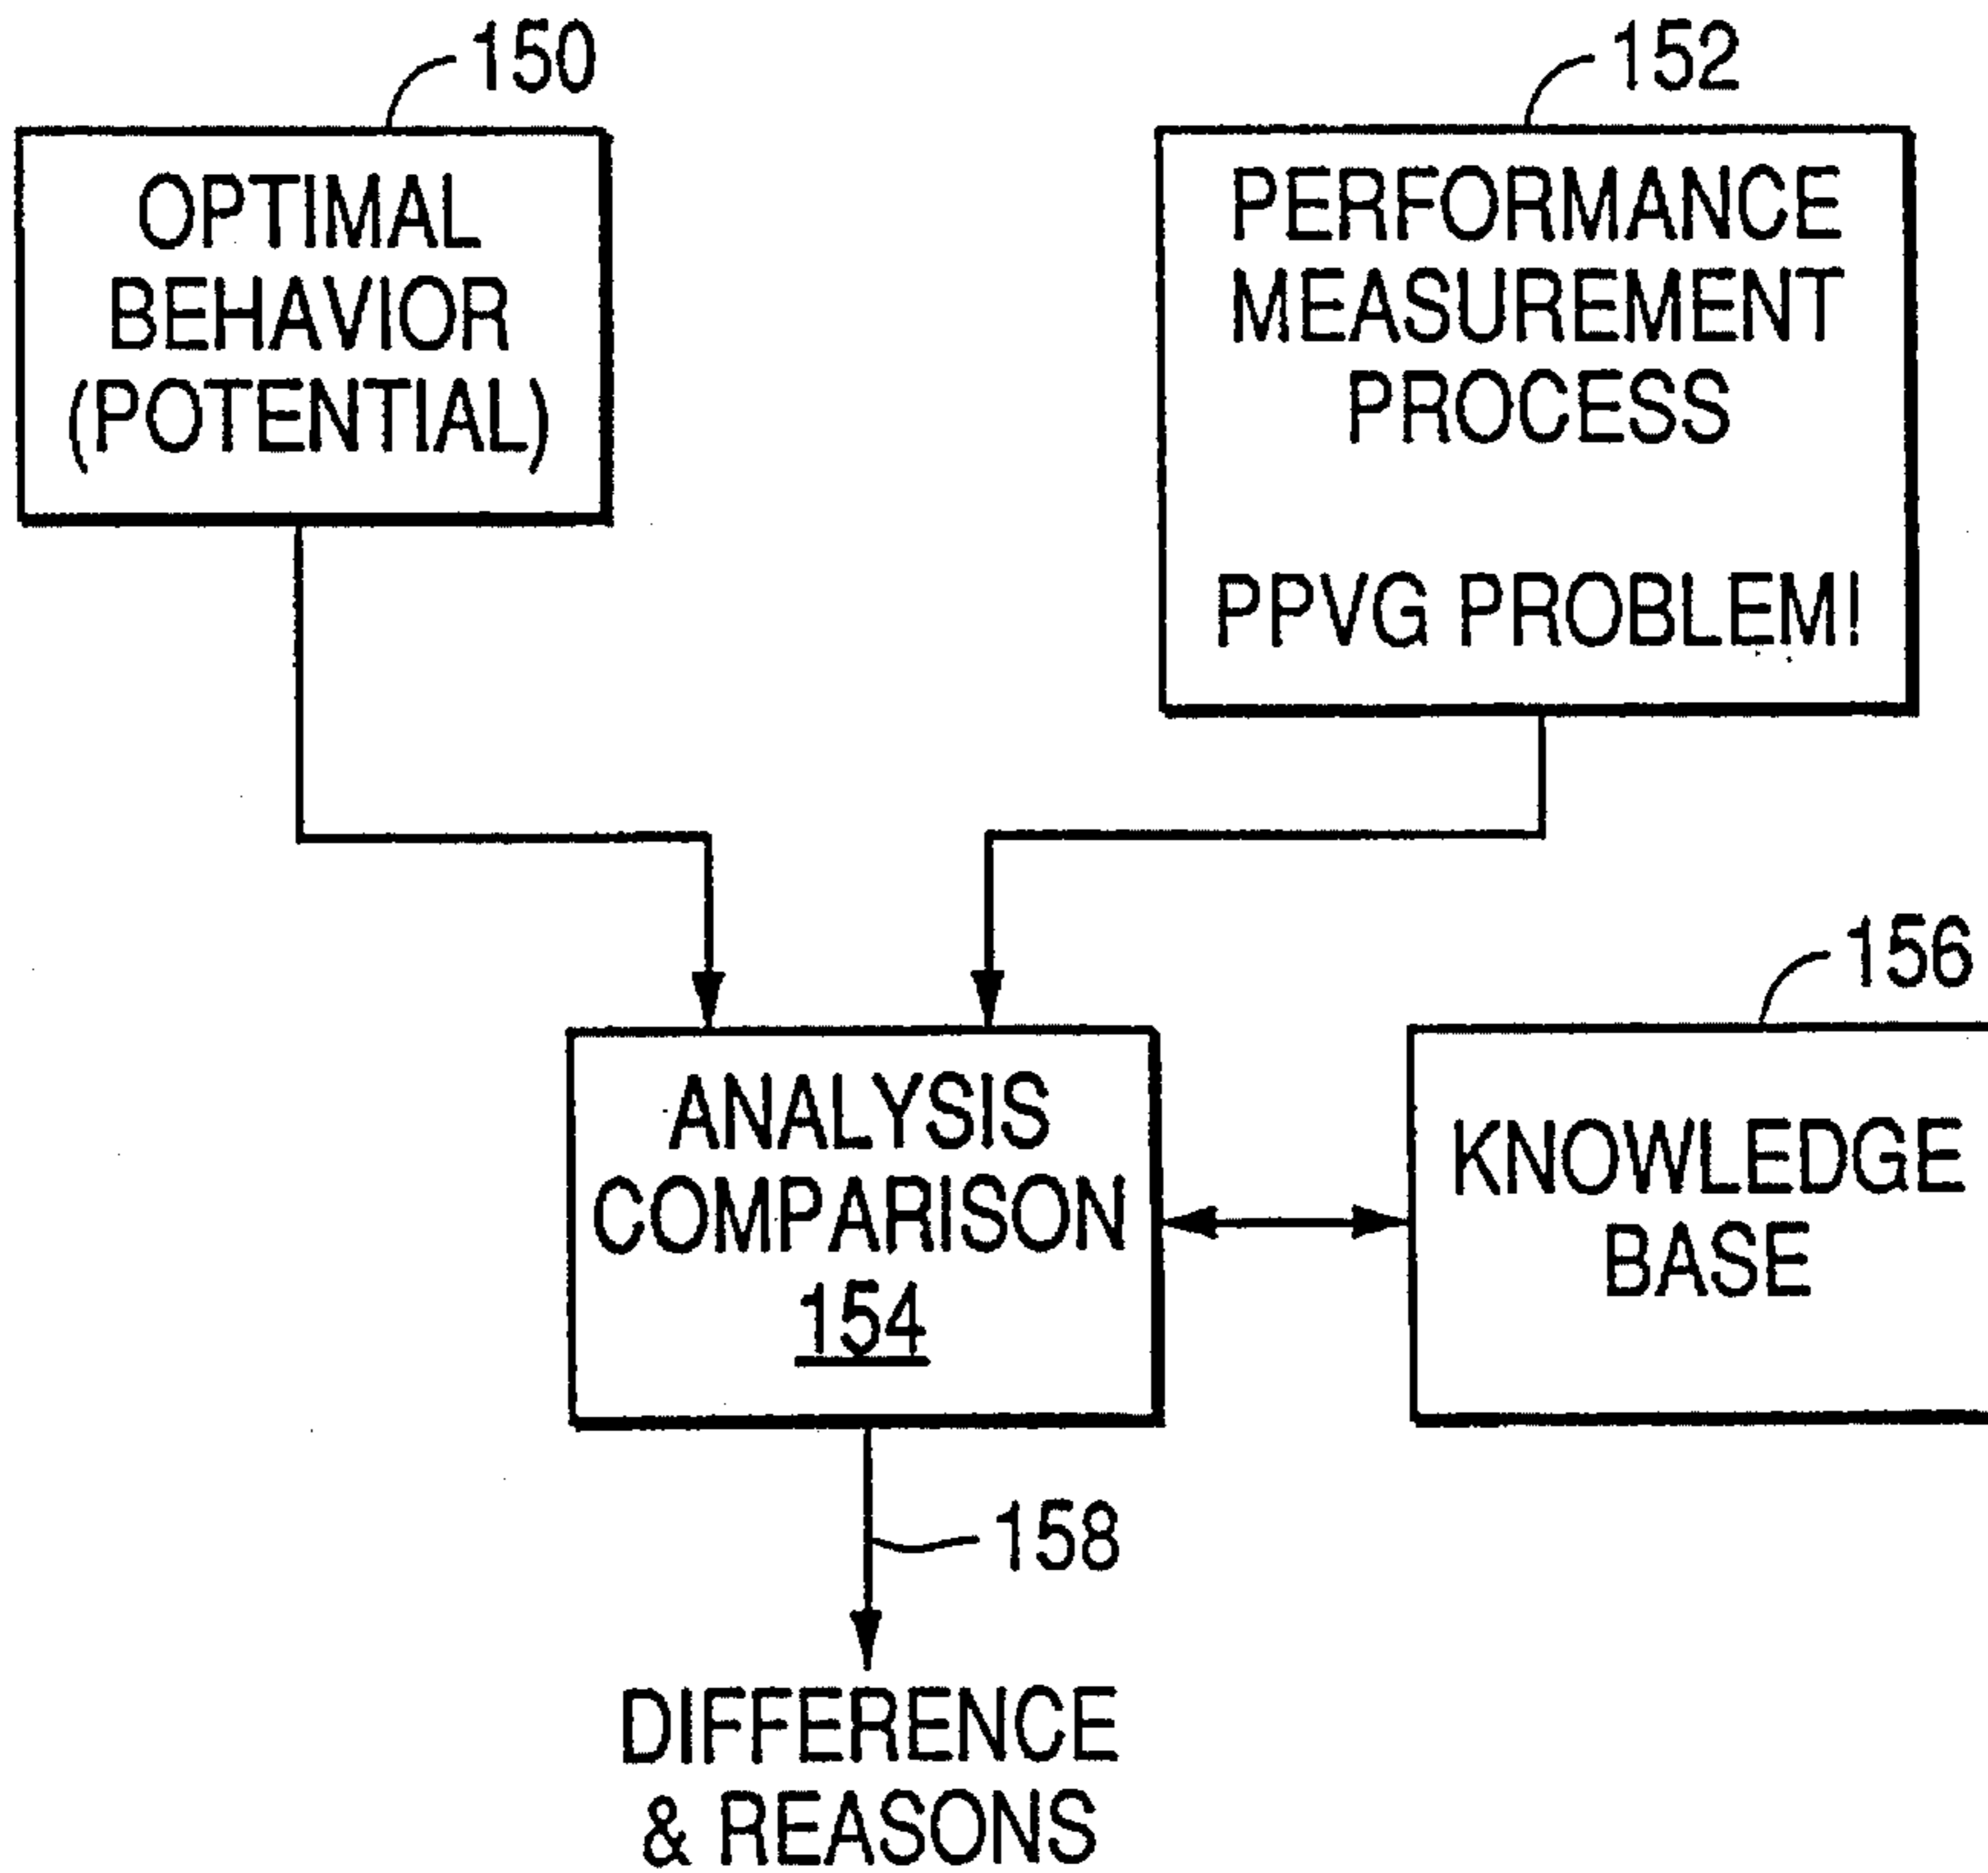 150
152
OPTIMAL
BEHAVIOR
(POTENTIAL)
PERFORMANCE
MEASUREMENT
PROCESS
PPVG PROBLEM!
156
ANALYSIS
COMPARISON
154
KNOWLEDGE
BASE
158
DIFFERENCE
& REASONS